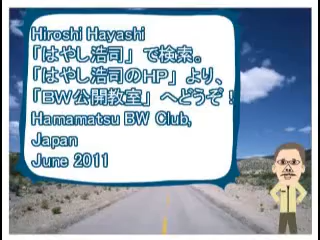 Hiroshi Hayashi
「はやし浩司」で検索。
「はやし浩司のHP」より、
「BW公開教室」へどうぞ!
Hamamatsu BW Club,
Japan
June 2011